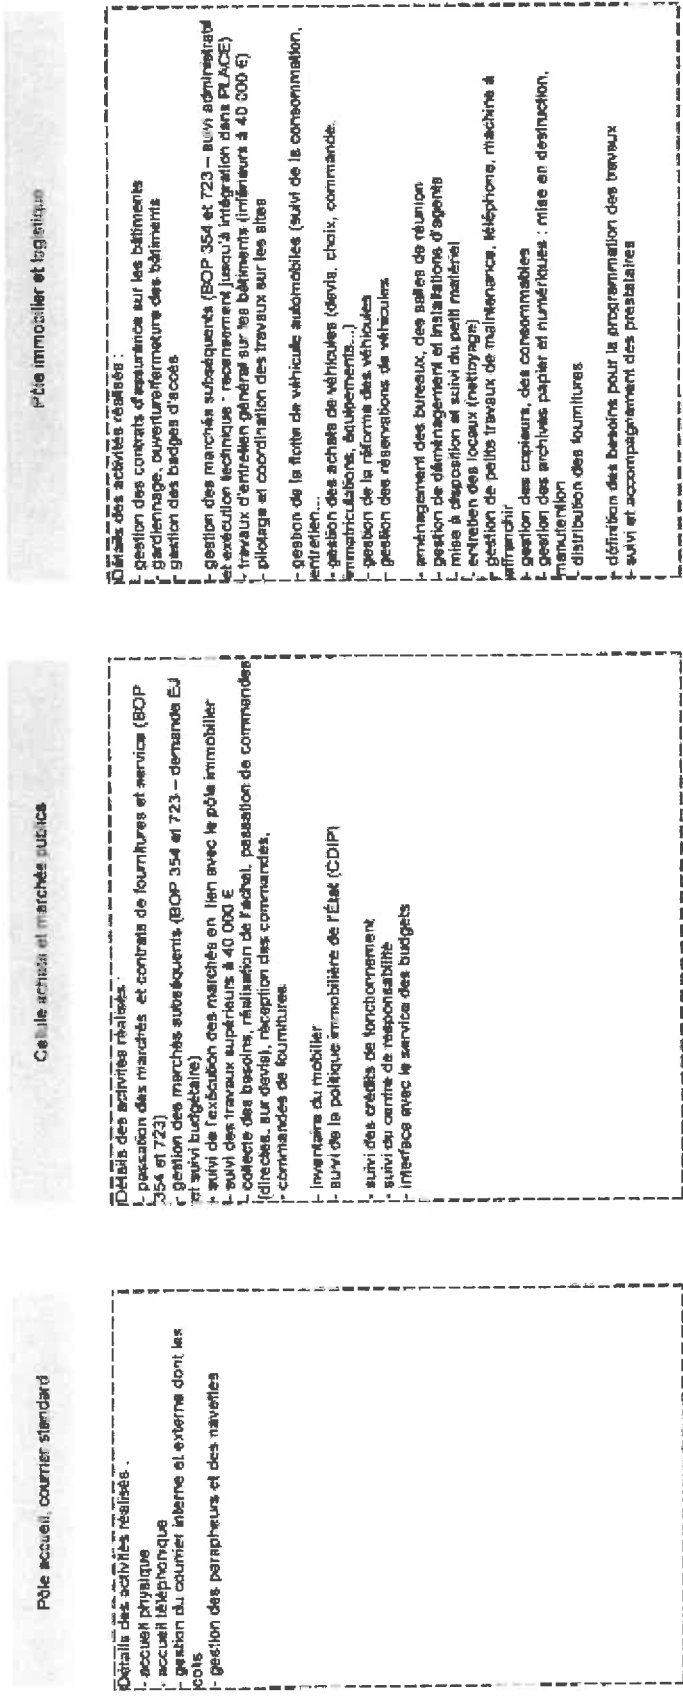 Pôle accueil, courrier standard
Détails des activités réalisés :
- accueil physique
- accueil téléphonique
- gestion du courrier interne et externe dont les
colis
- gestion des parapheurs et des navettes
Cellule achats et marchés publics
Détails des activités réalisés :
- passation des marchés et contrats de fournitures et service (BOP
354 et 723)
- gestion des marchés subséquents (BOP 354 et 723 – demande EJ
et suivi budgétaire)
- suivi de l'exécution des marchés en lien avec le pôle immobilier
- suivi des travaux supérieurs à 40 000 €
- collecte des besoins, réalisation de l'achat, passation de commandes
(directes, sur devis), réception des commandes,
- commandes de fournitures
- inventaire du mobilier
- suivi de la politique immobilière de l'État (CDIP)
- suivi des crédits de fonctionnement
- suivi du centre de responsabilité
- interface avec le service des budgets
Pôle immobilier et logistique
Détails des activités réalisés :
- gestion des contrats d'assurance sur les bâtiments
- gardiennage, ouverture/fermeture des bâtiments
- gestion des badges d'accès
- gestion des marchés subséquents (BOP 354 et 723 – suivi administratif
et exécution technique - recensement jusqu'à intégration dans PLACE)
- travaux d'entretien général sur les bâtiments (inférieurs à 40 000 €)
- pilotage et coordination des travaux sur les sites
- gestion de la flotte de véhicule automobiles (suivi de la consommation,
entretien...
- gestion des achats de véhicules (devis, choix, commande,
immatriculations, équipements...)
- gestion de la réforme des véhicules
- gestion des réservations de véhicules
- aménagement des bureaux, des salles de réunion
- gestion de déménagement et installations d'agents
- mise à disposition et suivi du petit matériel
- entretien des locaux (nettoyage)
- gestion de petits travaux de maintenance, téléphone, machine à
affranchir
- gestion des copieurs, des consommables
- gestion des archives papier et numériques : mise en destruction,
manutention
- distribution des fournitures
- définition des besoins pour la programmation des travaux
- suivi et accompagnement des prestataires